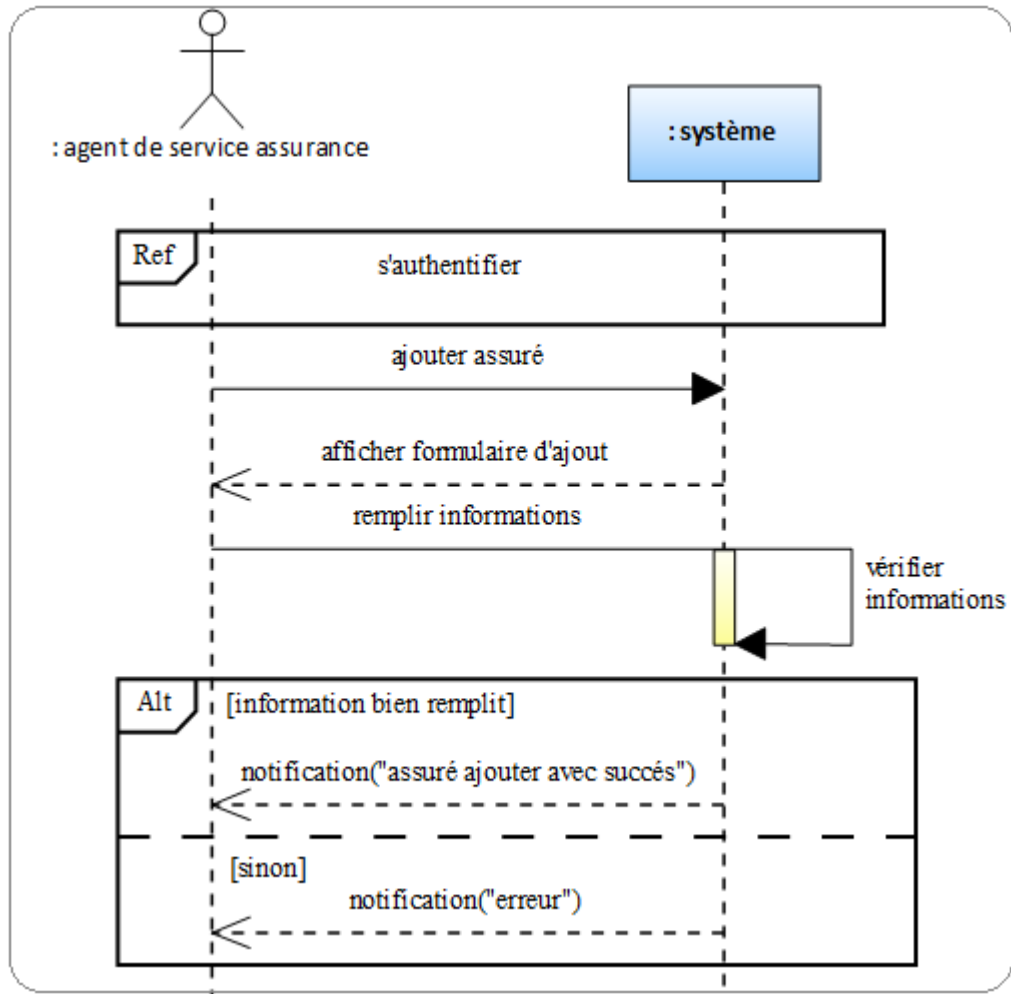 : agent de service assurance
: système
Ref
s'authentifier
ajouter assuré
afficher formulaire d'ajout
remplir informations
vérifier
informations
Alt
[information bien remplit]
notification("assuré ajouter avec succés")
[sinon]
notification("erreur")